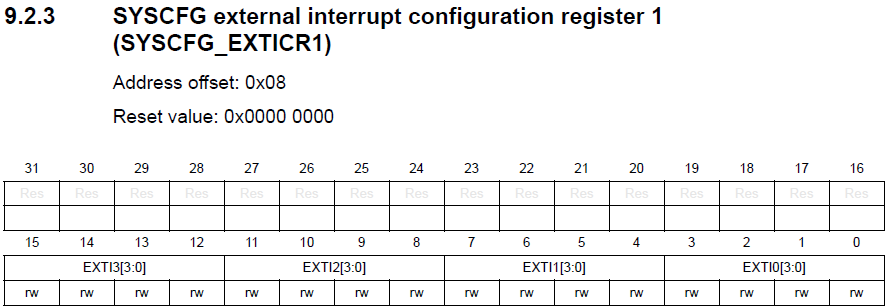 9.2.3 SYSCFG external interrupt configuration register 1
(SYSCFG_EXTICR1)
Address offset: 0x08
Reset value: 0x0000 0000
31 30 29 28 27 26 25 24 23 22 21 20 19 18 17 16
Res Res Res Res Res Res Res Res Res Res Res Res Res Res Res Res
15 14 13 12 11 10 9 8 7 6 5 4 3 2 1 0
EXTI3[3:0] EXTI2[3:0] EXTI1[3:0] EXTI0[3:0]
rw rw rw rw rw rw rw rw rw rw rw rw rw rw rw rw